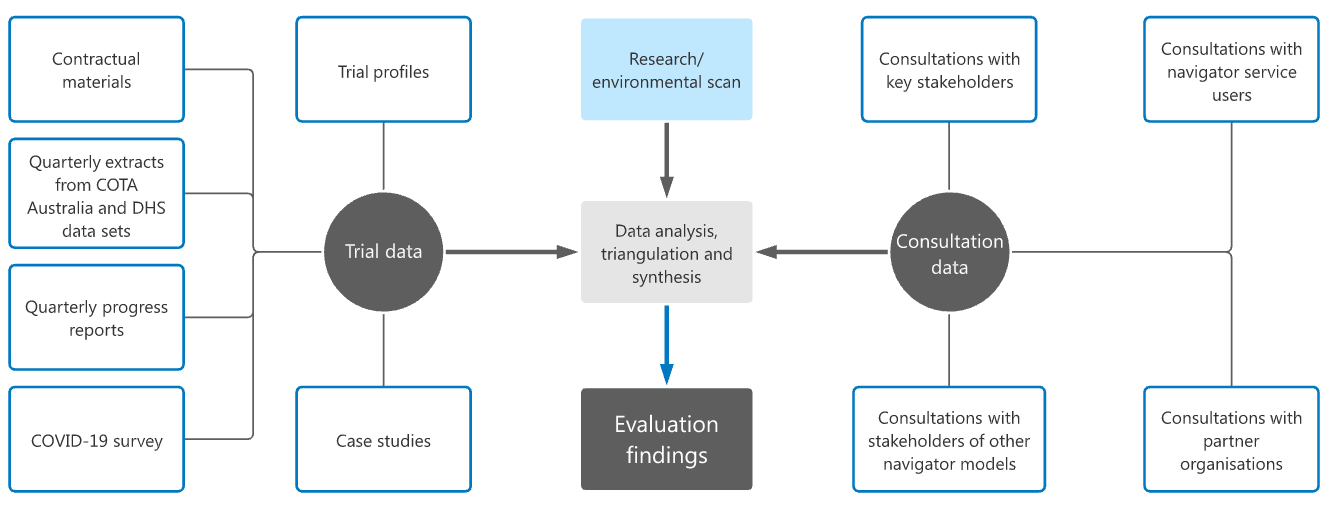 Contractual
materials
Trial profiles
Research/
environmental scan
Consultations with
key stakeholders
Consultations with
navigator service
users
Quarterly extracts
from COTA
Australia and DHS
data sets
Trial data
Data analysis,
triangulation and
synthesis
Consultation
data
Quarterly progress
reports
COVID-19 survey
Case studies
Evaluation
findings
Consultations with
stakeholders of other
navigator models
Consultations with
partner
organisations